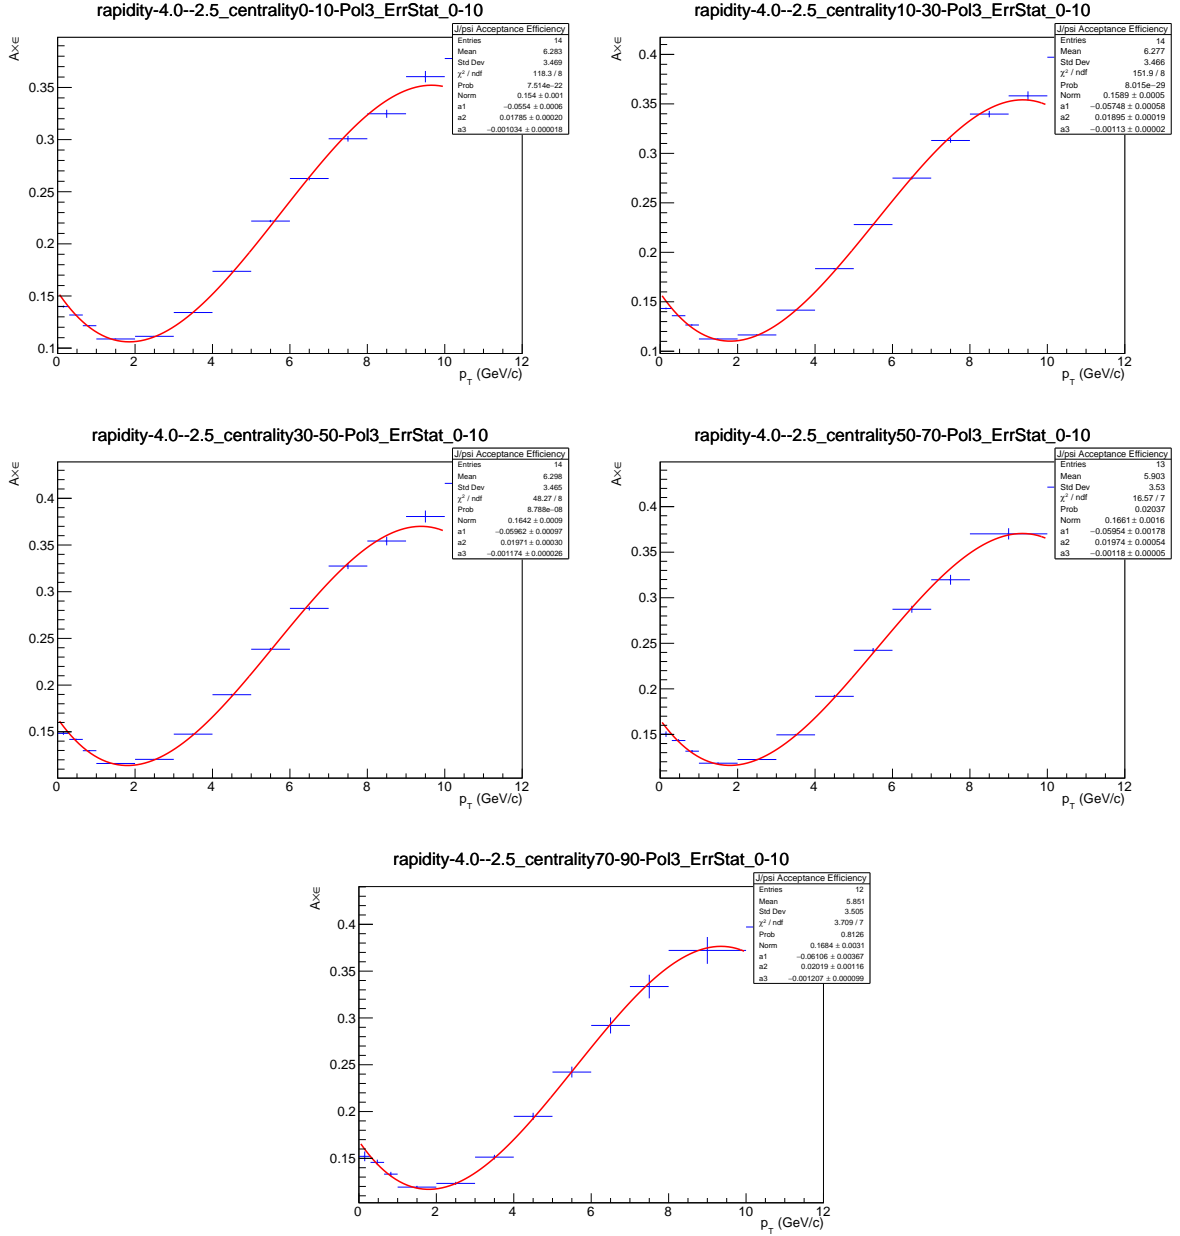 rapidity-4.0--2.5_centrality0-10-Pol3_ErrStat_0-10
A×ϵ
J/psi Acceptance Efficiency
Entries 14
Mean 6.283
Std Dev 3.469
χ² / ndf 118.3 / 8
Prob 7.514e−22
Norm 0.154 ± 0.001
a1 −0.0554 ± 0.0006
a2 0.01785 ± 0.00020
a3 −0.001034 ± 0.000018
0.35
0.3
0.25
0.2
0.15
0.1
2 4 6 8 10 12
p_T (GeV/c)
rapidity-4.0--2.5_centrality10-30-Pol3_ErrStat_0-10
A×ϵ
J/psi Acceptance Efficiency
Entries 14
Mean 6.277
Std Dev 3.466
χ² / ndf 151.9 / 8
Prob 8.015e−29
Norm 0.1589 ± 0.0005
a1 −0.05748 ± 0.00058
a2 0.01895 ± 0.00019
a3 −0.00113 ± 0.00002
0.4
0.35
0.3
0.25
0.2
0.15
0.1
2 4 6 8 10 12
p_T (GeV/c)
rapidity-4.0--2.5_centrality30-50-Pol3_ErrStat_0-10
A×ϵ
J/psi Acceptance Efficiency
Entries 14
Mean 6.298
Std Dev 3.465
χ² / ndf 48.27 / 8
Prob 8.788e−08
Norm 0.1642 ± 0.0009
a1 −0.05962 ± 0.00097
a2 0.01971 ± 0.00030
a3 −0.001174 ± 0.000026
0.4
0.35
0.3
0.25
0.2
0.15
2 4 6 8 10 12
p_T (GeV/c)
rapidity-4.0--2.5_centrality50-70-Pol3_ErrStat_0-10
A×ϵ
J/psi Acceptance Efficiency
Entries 13
Mean 5.903
Std Dev 3.53
χ² / ndf 16.57 / 7
Prob 0.02037
Norm 0.1661 ± 0.0016
a1 −0.05954 ± 0.00178
a2 0.01974 ± 0.00054
a3 −0.00118 ± 0.00005
0.4
0.35
0.3
0.25
0.2
0.15
2 4 6 8 10 12
p_T (GeV/c)
rapidity-4.0--2.5_centrality70-90-Pol3_ErrStat_0-10
A×ϵ
J/psi Acceptance Efficiency
Entries 12
Mean 5.851
Std Dev 3.505
χ² / ndf 3.709 / 7
Prob 0.8126
Norm 0.1684 ± 0.0031
a1 −0.06106 ± 0.00367
a2 0.02019 ± 0.00116
a3 −0.001207 ± 0.000099
0.4
0.35
0.3
0.25
0.2
0.15
0 2 4 6 8 10 12
p_T (GeV/c)